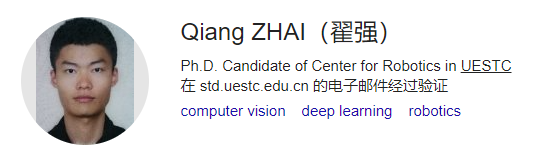 Qiang ZHAI（翟强）
Ph.D. Candidate of Center for Robotics in UESTC
在 std.uestc.edu.cn 的电子邮件经过验证
computer vision deep learning robotics